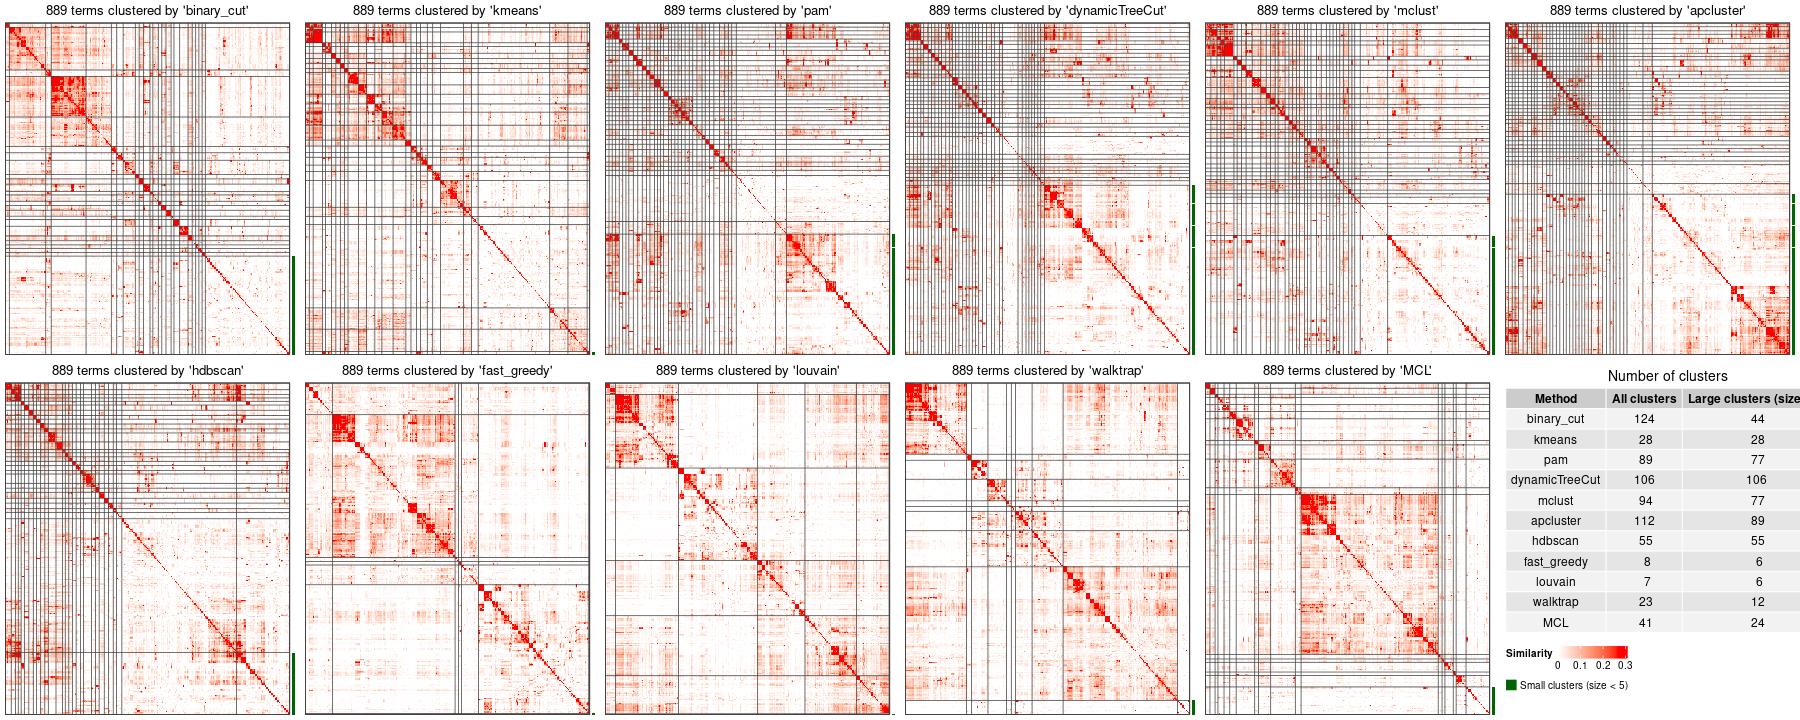 889 terms clustered by 'binary_cut'
889 terms clustered by 'kmeans'
889 terms clustered by 'pam'
889 terms clustered by 'dynamicTreeCut'
889 terms clustered by 'mclust'
889 terms clustered by 'apcluster'
889 terms clustered by 'hdbscan'
889 terms clustered by 'fast_greedy'
889 terms clustered by 'louvain'
889 terms clustered by 'walktrap'
889 terms clustered by 'MCL'
Number of clusters
Method All clusters Large clusters (size
binary_cut 124 44
kmeans 28 28
pam 89 77
dynamicTreeCut 106 106
mclust 94 77
apcluster 112 89
hdbscan 55 55
fast_greedy 8 6
louvain 7 6
walktrap 23 12
MCL 41 24
Similarity
0 0.1 0.2 0.3
Small clusters (size < 5)